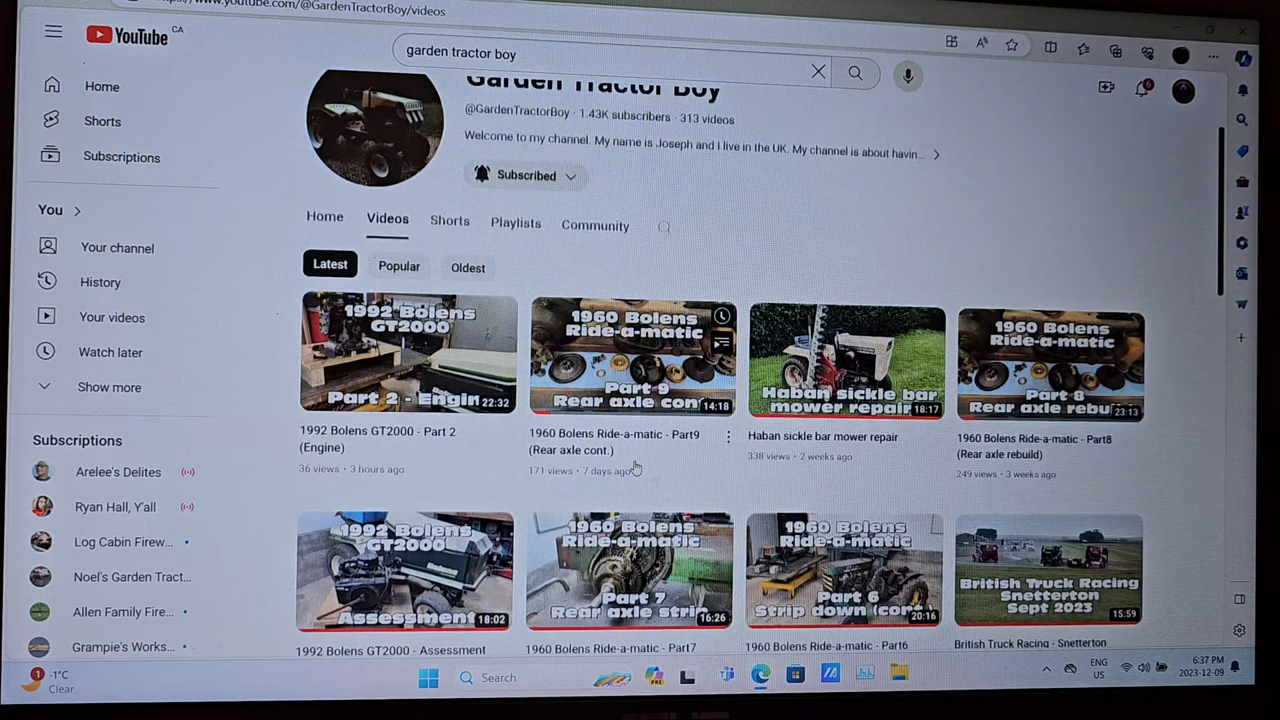 www.youtube.com/@GardenTractorBoy/videos
YouTube CA
garden tractor boy
Home
Shorts
Subscriptions
You
Your channel
History
Your videos
Watch later
Show more
Subscriptions
Arelee's Delites
Ryan Hall, Y'all
Log Cabin Firew...
Noel's Garden Tract...
Allen Family Fire...
Grampie's Works...
Garden Tractor Boy
@GardenTractorBoy · 1.43K subscribers · 313 videos
Welcome to my channel. My name is Joseph and I live in the UK. My channel is about havin...
Subscribed
Home
Videos
Shorts
Playlists
Community
Latest
Popular
Oldest
1992 Bolens
GT2000
Part 2 - Engin
22:32
1992 Bolens GT2000 - Part 2
(Engine)
36 views · 3 hours ago
1960 Bolens
Ride-a-matic
Part 9
Rear axle con
14:18
1960 Bolens Ride-a-matic - Part9
(Rear axle cont.)
171 views · 7 days ago
Haban sickle bar
mower repair
18:17
Haban sickle bar mower repair
338 views · 2 weeks ago
1960 Bolens
Ride-a-matic
Part 8
Rear axle rebu
23:13
1960 Bolens Ride-a-matic - Part8
(Rear axle rebuild)
249 views · 3 weeks ago
1992 Bolens
GT2000
Assessment
18:02
1992 Bolens GT2000 - Assessment
1960 Bolens
Ride-a-matic
Part 7
Rear axle stri
16:26
1960 Bolens Ride-a-matic - Part7
1960 Bolens
Ride-a-matic
Part 6
Strip down (con
20:16
1960 Bolens Ride-a-matic - Part6
British Truck Racing
Snetterton
Sept 2023
15:59
British Truck Racing - Snetterton
1
-1°C
Clear
Search
ENG
US
6:37 PM
2023-12-09